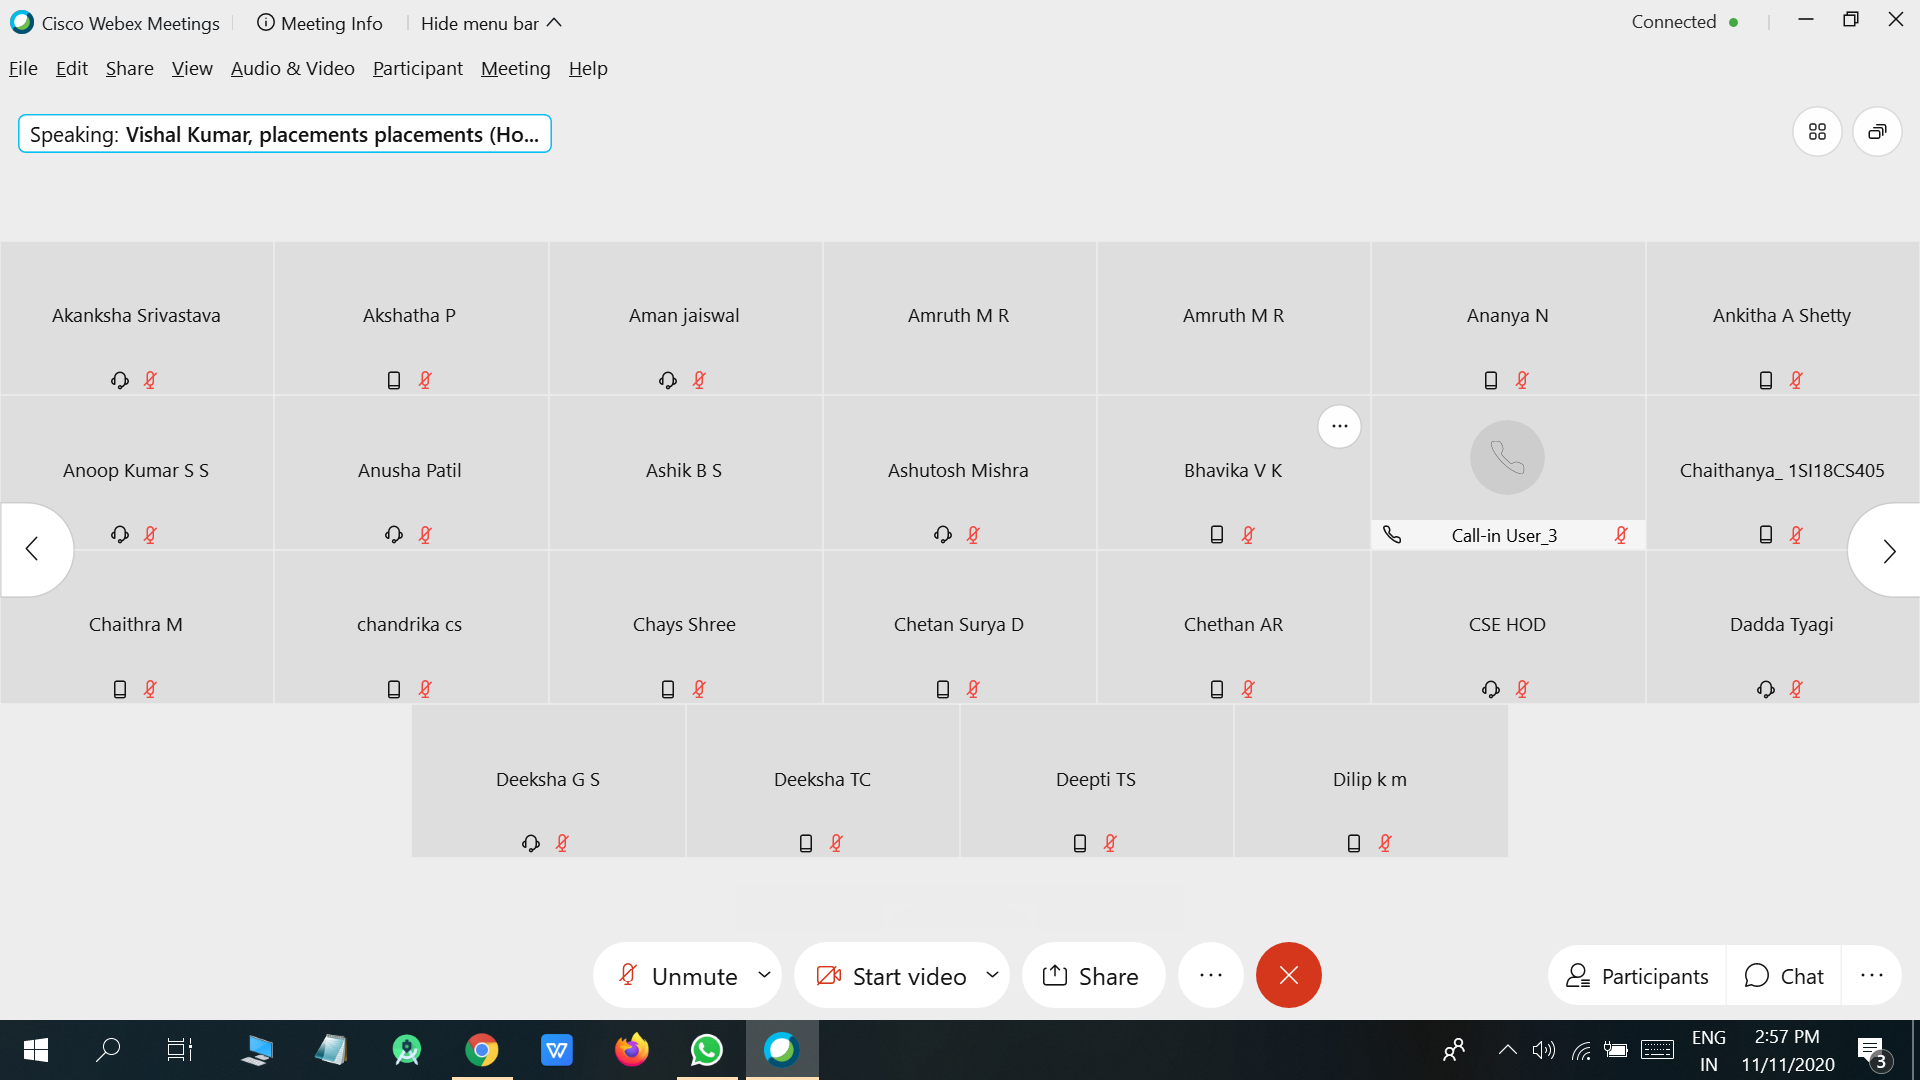 Cisco Webex Meetings Meeting Info Hide menu bar Connected
File Edit Share View Audio & Video Participant Meeting Help
Speaking: Vishal Kumar, placements placements (Ho...
Akanksha Srivastava Akshatha P Aman jaiswal Amruth M R Amruth M R Ananya N Ankitha A Shetty
Anoop Kumar S S Anusha Patil Ashik B S Ashutosh Mishra Bhavika V K Chaithanya_ 1SI18CS405
Call-in User_3
Chaithra M chandrika cs Chays Shree Chetan Surya D Chethan AR CSE HOD Dadda Tyagi
Deeksha G S Deeksha TC Deepti TS Dilip k m
Unmute Start video Share Participants Chat
ENG 2:57 PM
IN 11/11/2020 3